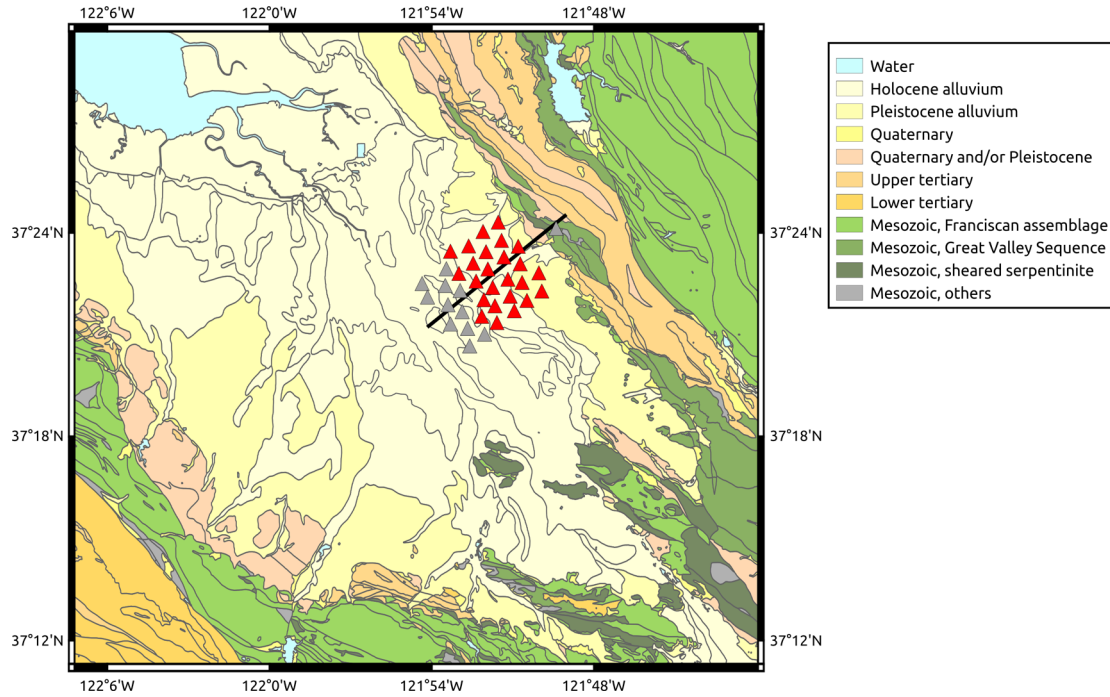 122°6'W 122°0'W 121°54'W 121°48'W
Water
Holocene alluvium
Pleistocene alluvium
Quaternary
Quaternary and/or Pleistocene
Upper tertiary
Lower tertiary
Mesozoic, Franciscan assemblage
Mesozoic, Great Valley Sequence
Mesozoic, sheared serpentinite
Mesozoic, others
37°24'N 37°24'N
37°18'N 37°18'N
37°12'N 37°12'N
122°6'W 122°0'W 121°54'W 121°48'W